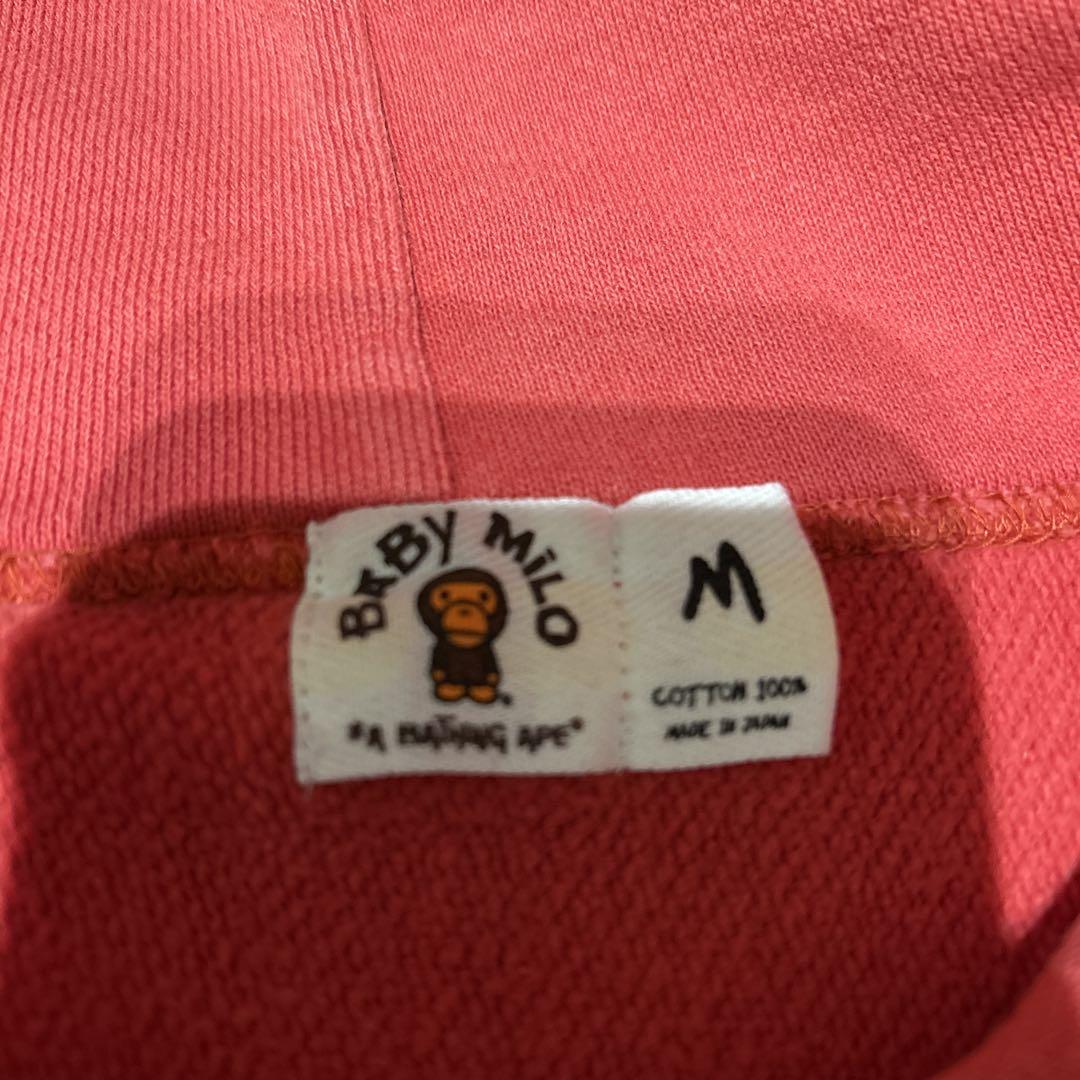 BABY MILO
"A BATHING APE"
M
COTTON 100%
MADE IN JAPAN